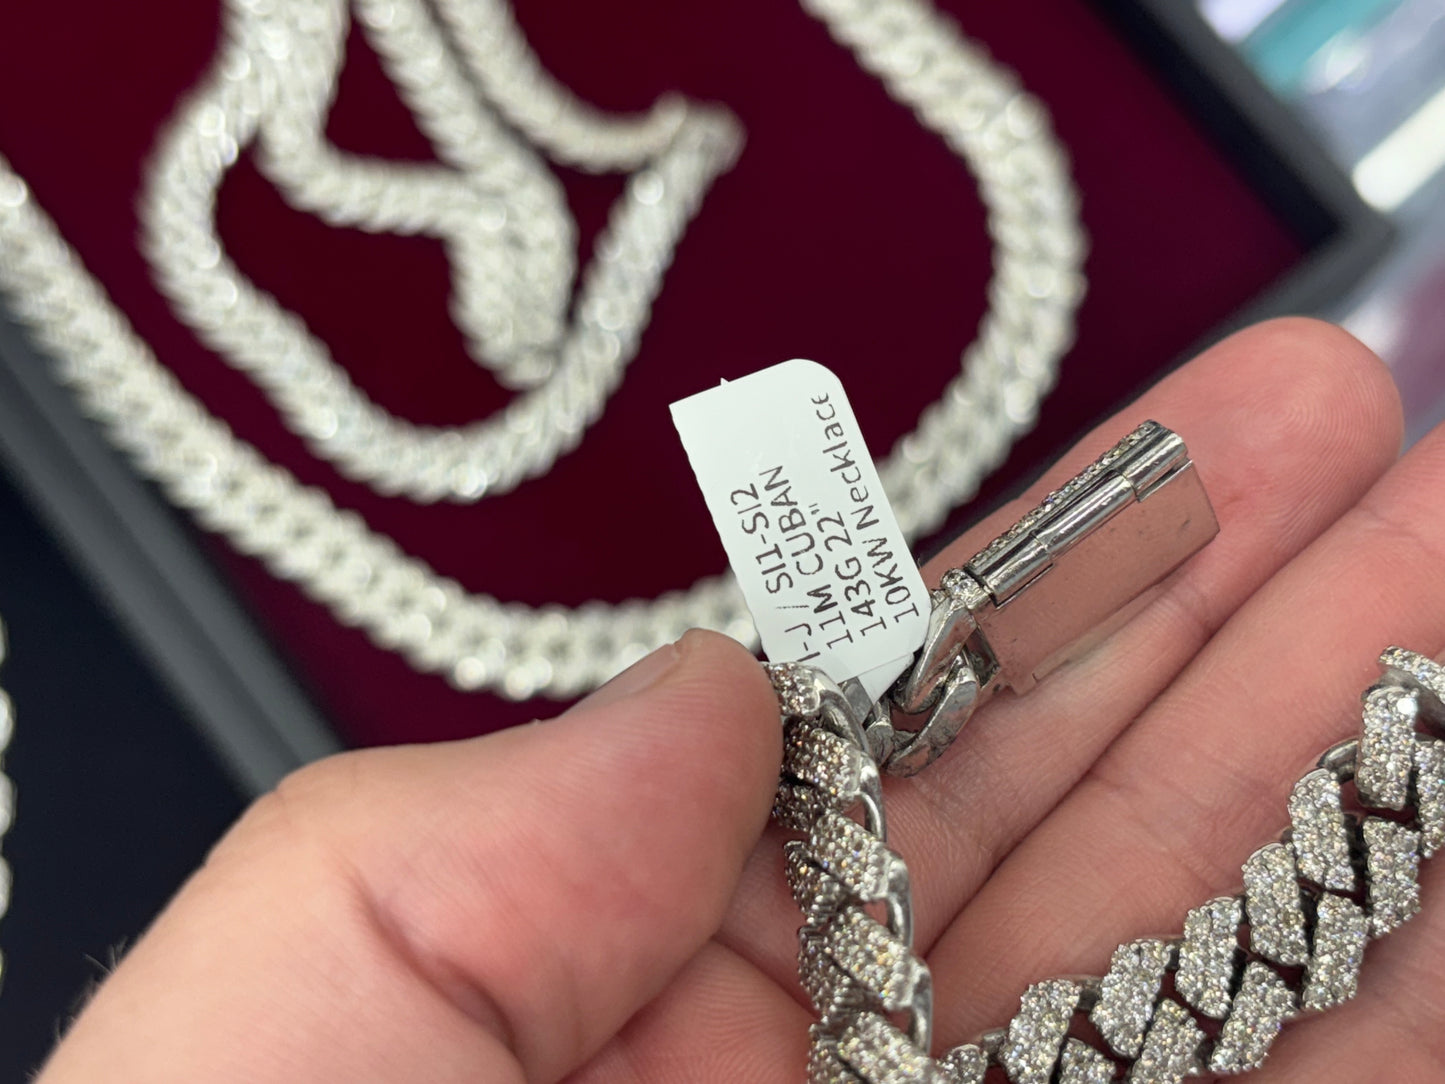 10KW Necklace
143G 22"
11M CUBAN
I-J/ SI1-SI2